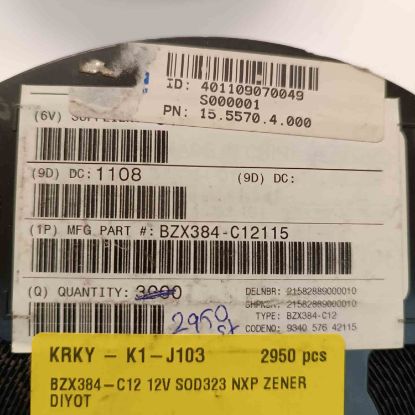 ID: 401109070049
S000001
PN: 15.5570.4.000
(6V) SUPPLIER
(9D) DC: 1108
(9D) DC:
(1P) MFG PART #: BZX384-C12115
(Q) QUANTITY: 3000
2950
DELNBR: 21582889000010
SHPNBR: 21582889000010
TYPE: BZX384-C12
CODENO: 9340 576 42115
KRKY - K1-J103 2950 pcs
BZX384-C12 12V SOD323 NXP ZENER
DIYOT